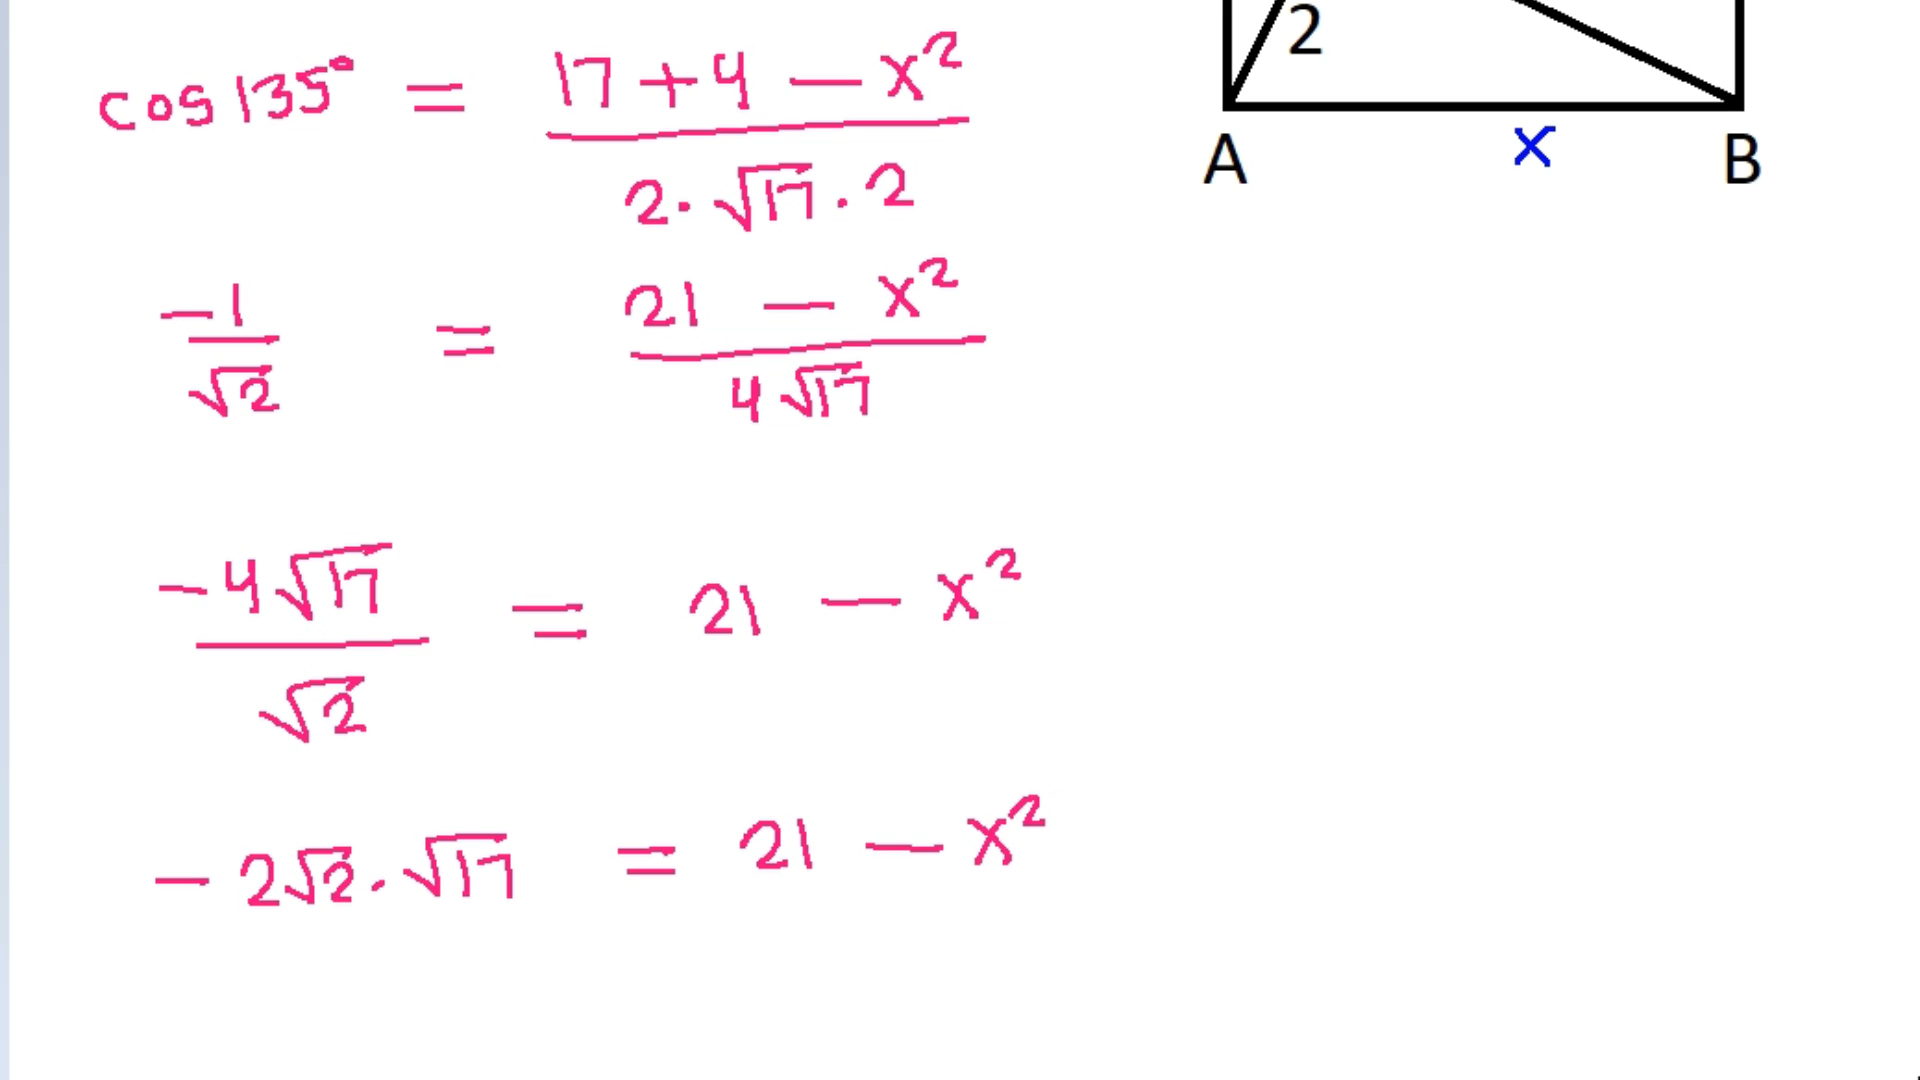 cos 135° = (17 + 4 − x²) / (2 · √17 · 2)
−1/√2 = (21 − x²) / (4√17)
−4√17 / √2 = 21 − x²
−2√2 · √17 = 21 − x²
2
A x B